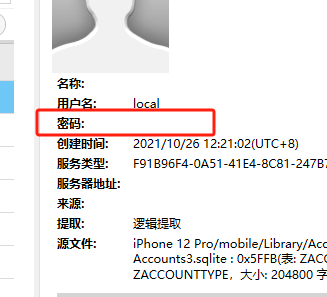 名称:
用户名: local
密码:
创建时间: 2021/10/26 12:21:02(UTC+8)
服务类型: F91B96F4-0A51-41E4-8C81-247B7
服务器地址:
来源:
提取: 逻辑提取
源文件: iPhone 12 Pro/mobile/Library/Acc
Accounts3.sqlite : 0x5FFB(表: ZACC
ZACCOUNTTYPE，大小: 204800 字